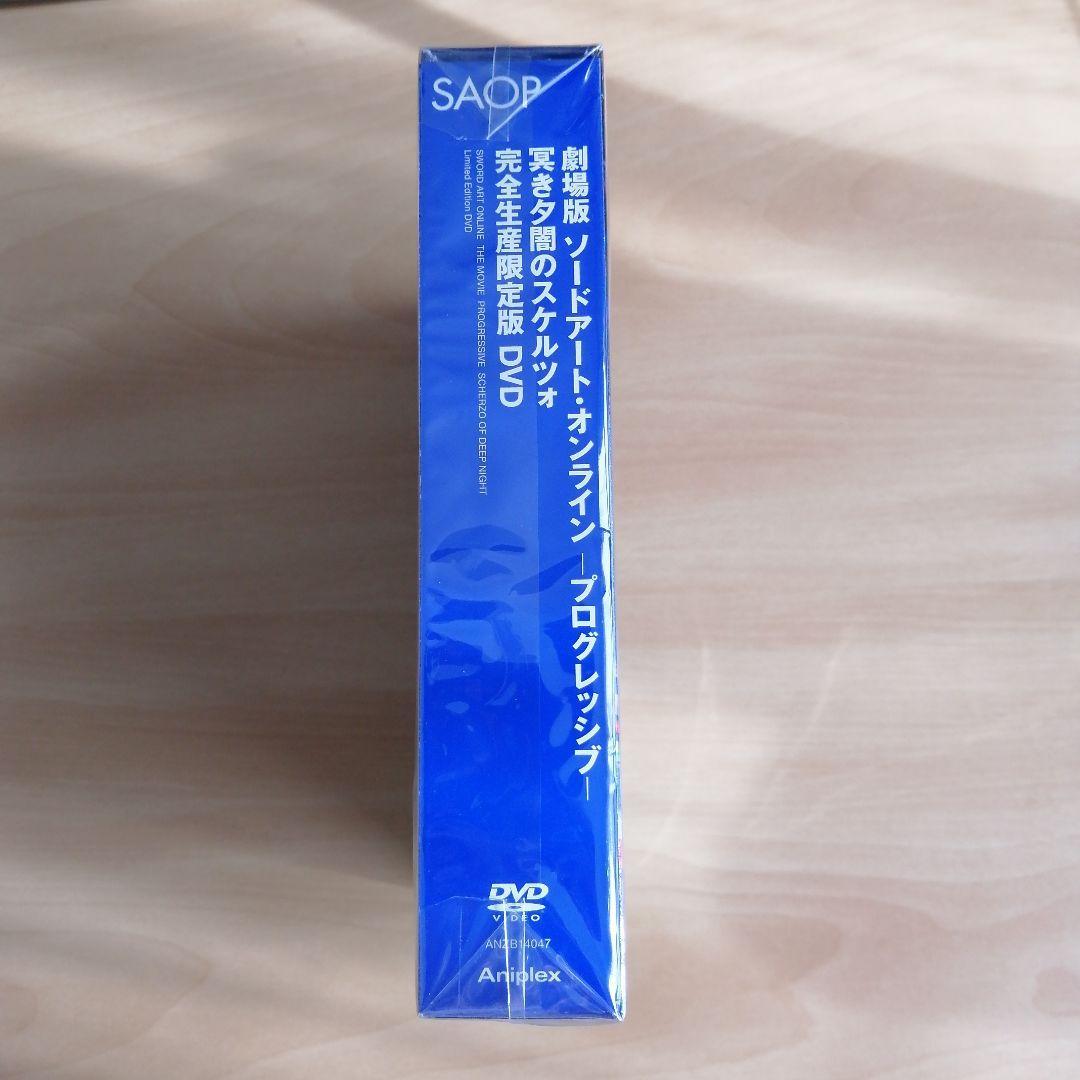 SAOP
劇場版 ソードアート・オンライン ―プログレッシブ―
冥き夕闇のスケルツォ
完全生産限定版 DVD
SWORD ART ONLINE THE MOVIE PROGRESSIVE SCHERZO OF DEEP NIGHT
Limited Edition DVD
DVD
VIDEO
ANZB14047
Aniplex